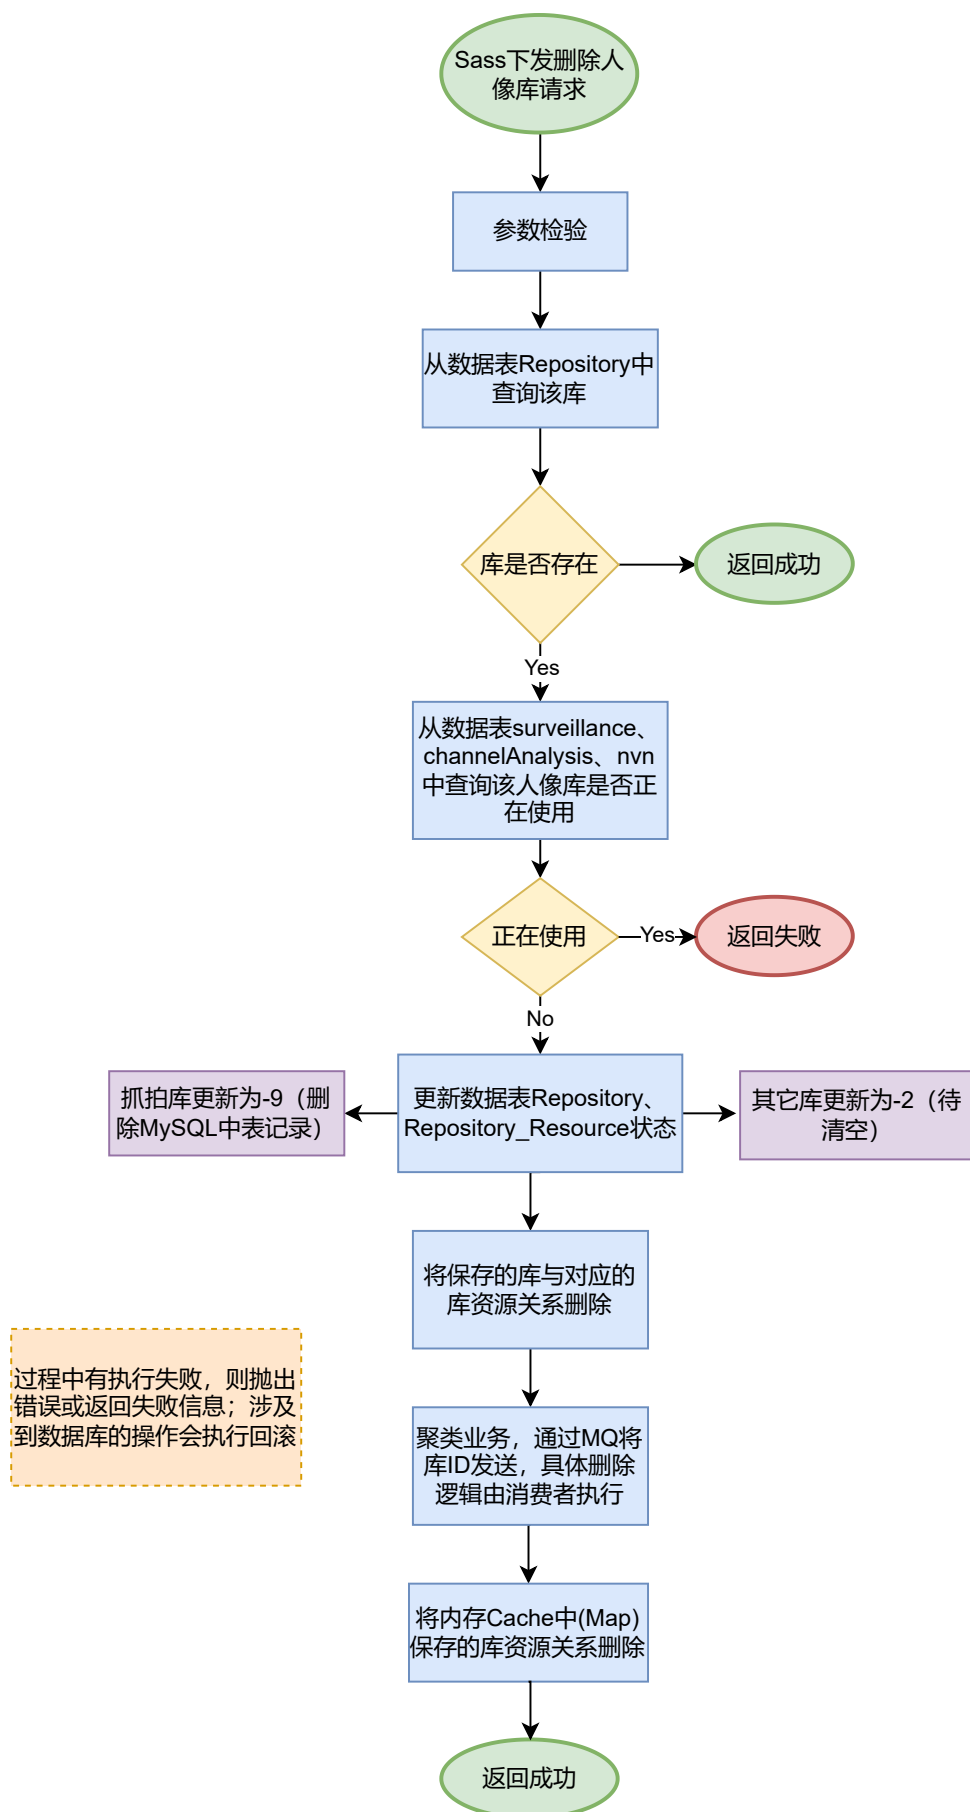 Sass下发删除人
像库请求
参数检验
从数据表Repository中
查询该库
库是否存在
返回成功
Yes
从数据表surveillance、
channelAnalysis、nvn
中查询该人像库是否正
在使用
正在使用
Yes
返回失败
No
抓拍库更新为-9（删
除MySQL中表记录）
更新数据表Repository、
Repository_Resource状态
其它库更新为-2（待
清空）
将保存的库与对应的
库资源关系删除
过程中有执行失败，则抛出
错误或返回失败信息；涉及
到数据库的操作会执行回滚
聚类业务，通过MQ将
库ID发送，具体删除
逻辑由消费者执行
将内存Cache中(Map)
保存的库资源关系删除
返回成功